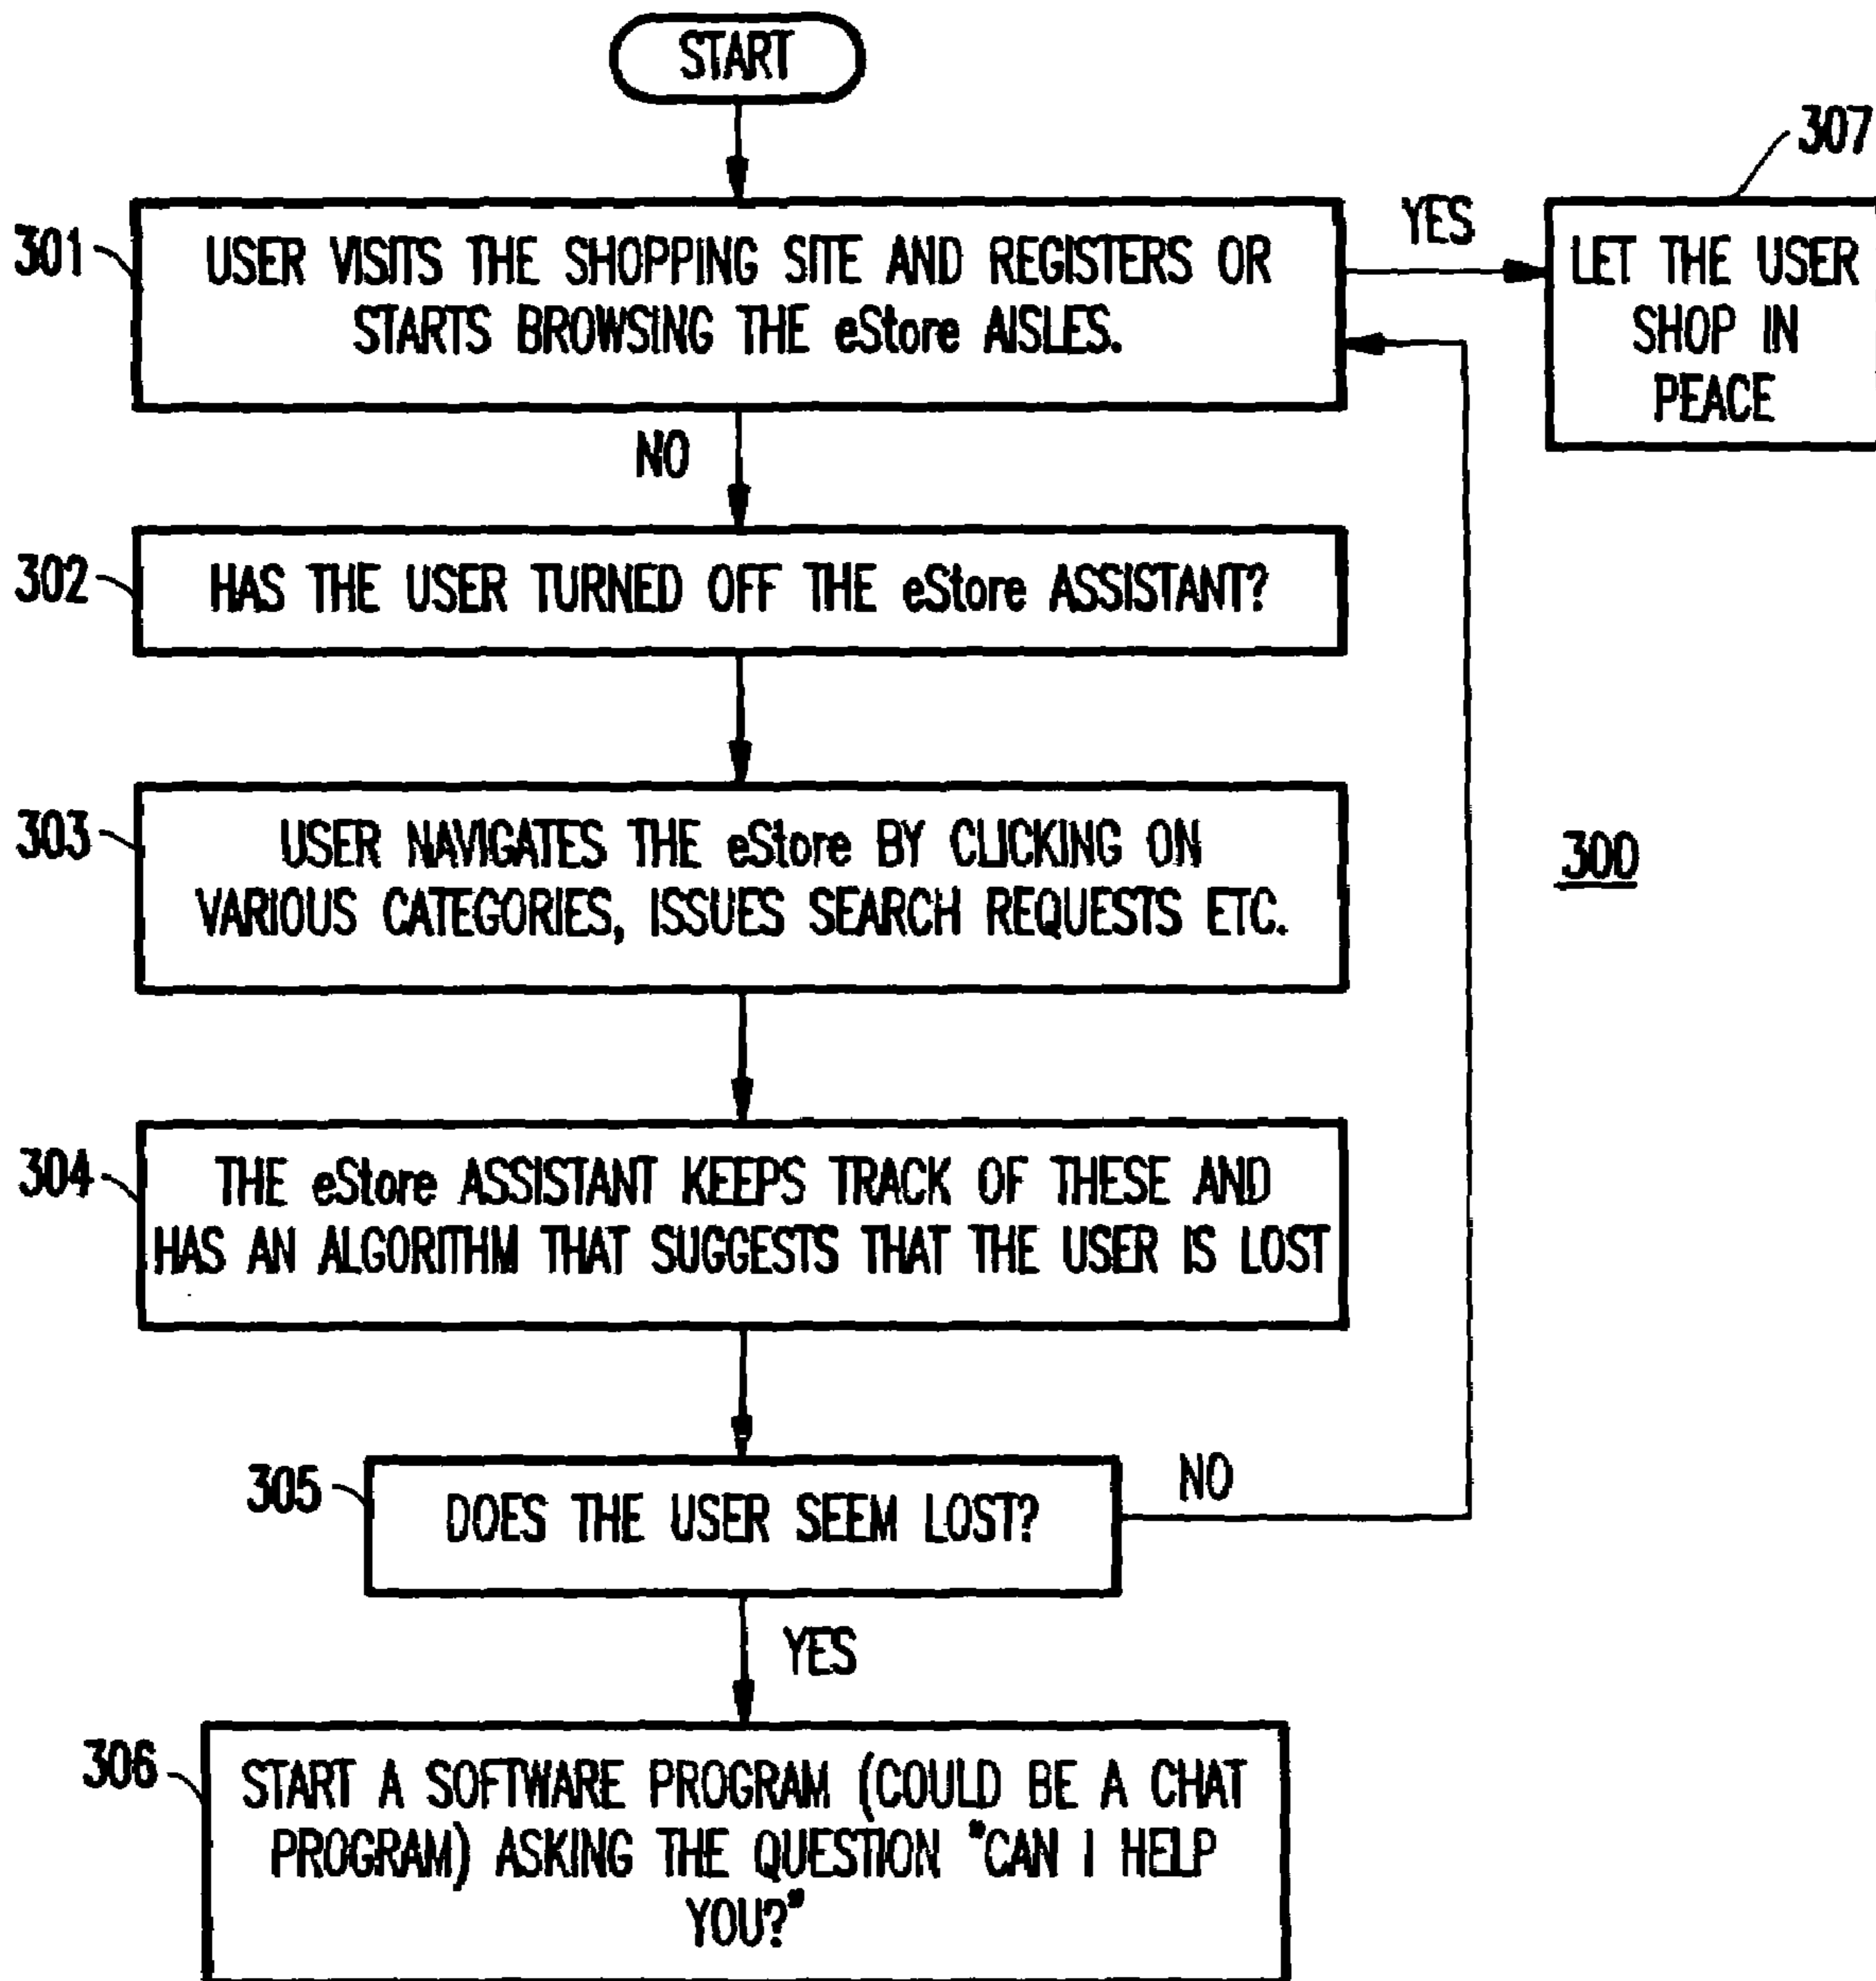 START
307
301
USER VISITS THE SHOPPING SITE AND REGISTERS OR
STARTS BROWSING THE eStore AISLES.
YES
LET THE USER
SHOP IN
PEACE
NO
302
HAS THE USER TURNED OFF THE eStore ASSISTANT?
303
USER NAVIGATES THE eStore BY CLICKING ON
VARIOUS CATEGORIES, ISSUES SEARCH REQUESTS ETC.
300
304
THE eStore ASSISTANT KEEPS TRACK OF THESE AND
HAS AN ALGORITHM THAT SUGGESTS THAT THE USER IS LOST
305
DOES THE USER SEEM LOST?
NO
YES
306
START A SOFTWARE PROGRAM (COULD BE A CHAT
PROGRAM) ASKING THE QUESTION "CAN I HELP
YOU?"